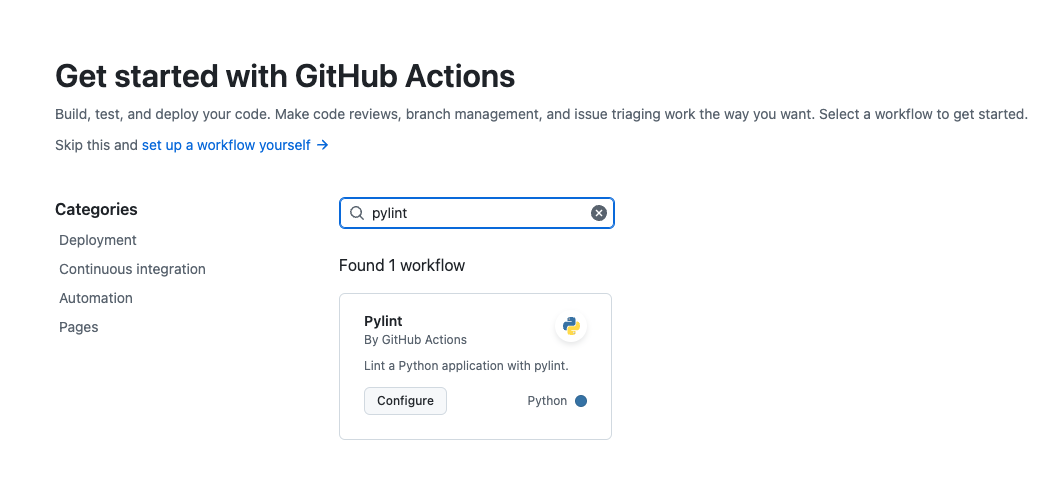 Get started with GitHub Actions
Build, test, and deploy your code. Make code reviews, branch management, and issue triaging work the way you want. Select a workflow to get started.
Skip this and set up a workflow yourself →
Categories
Deployment
Continuous integration
Automation
Pages
pylint
Found 1 workflow
Pylint
By GitHub Actions
Lint a Python application with pylint.
Configure
Python